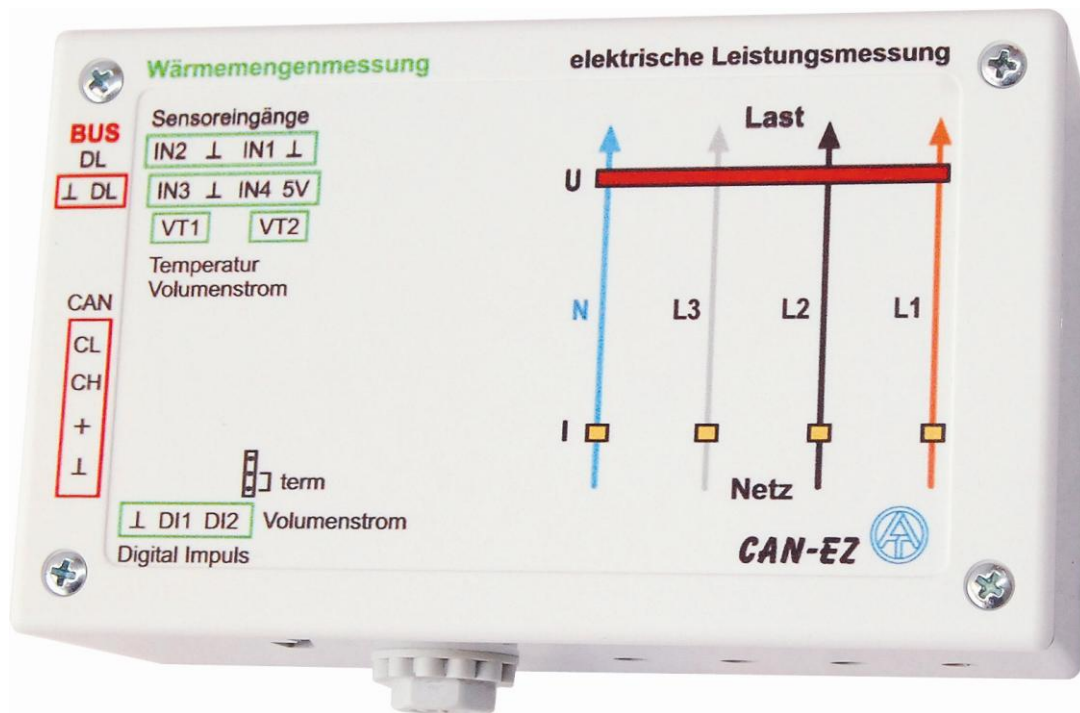 Wärmemengenmessung
elektrische Leistungsmessung
BUS
DL
⊥ DL
Sensoreingänge
IN2 ⊥ IN1 ⊥
IN3 ⊥ IN4 5V
VT1 VT2
Temperatur
Volumenstrom
CAN
CL
CH
+
⊥
term
⊥ DI1 DI2 Volumenstrom
Digital Impuls
Last
U
N L3 L2 L1
I
Netz
CAN-EZ TA